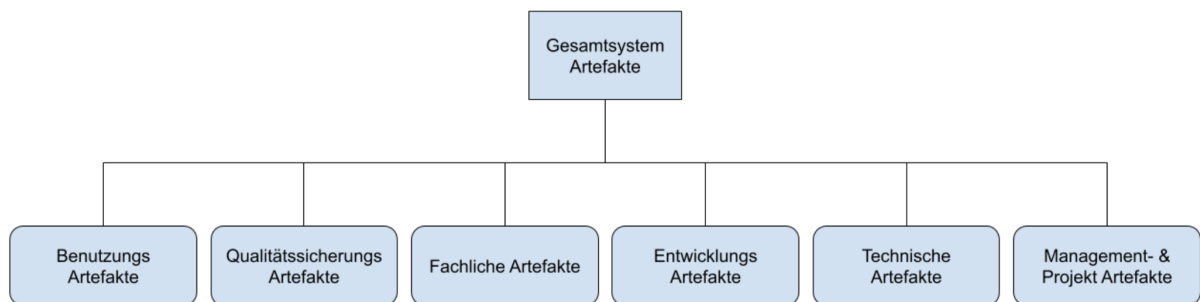 Gesamtsystem
Artefakte
Benutzungs
Artefakte
Qualitätssicherungs
Artefakte
Fachliche Artefakte
Entwicklungs
Artefakte
Technische
Artefakte
Management- &
Projekt Artefakte